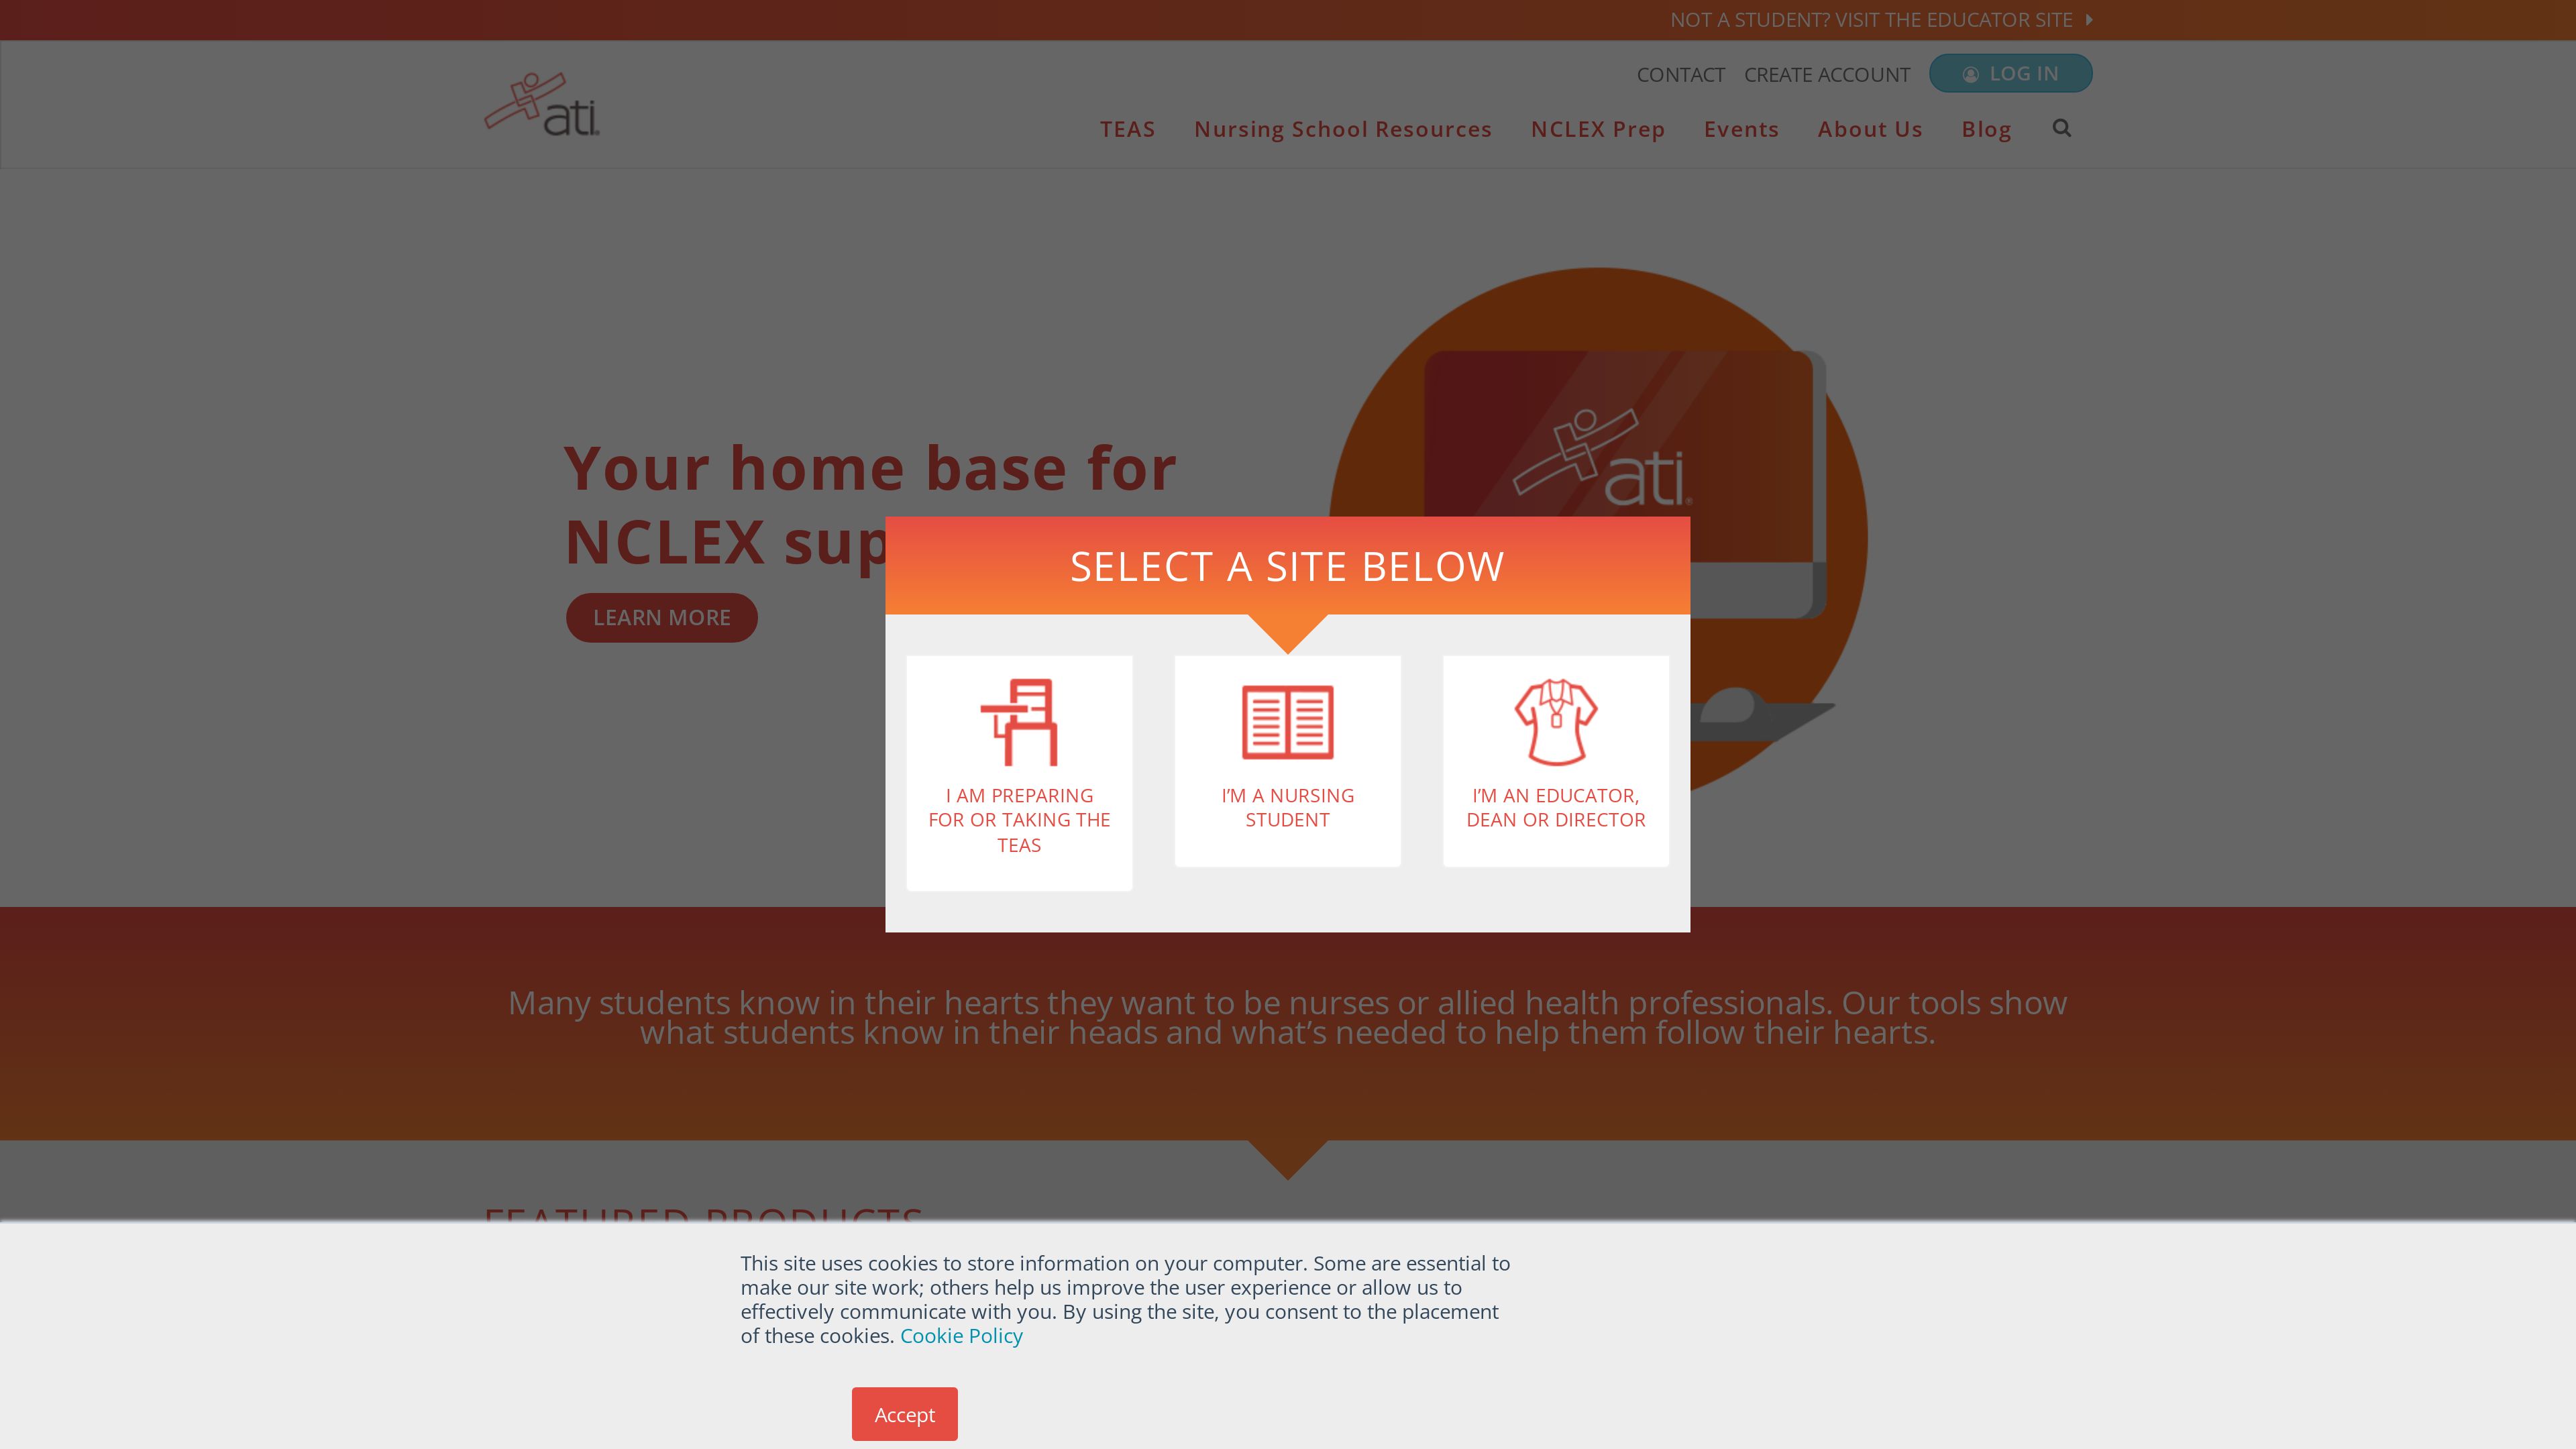 NOT A STUDENT? VISIT THE EDUCATOR SITE
CONTACT CREATE ACCOUNT LOG IN
ati
TEAS Nursing School Resources NCLEX Prep Events About Us Blog
ati
Your home base for
NCLEX sup
LEARN MORE
SELECT A SITE BELOW
I AM PREPARING
FOR OR TAKING THE
TEAS
I’M A NURSING
STUDENT
I’M AN EDUCATOR,
DEAN OR DIRECTOR
Many students know in their hearts they want to be nurses or allied health professionals. Our tools show
what students know in their heads and what’s needed to help them follow their hearts.
FEATURED PRODUCTS
This site uses cookies to store information on your computer. Some are essential to
make our site work; others help us improve the user experience or allow us to
effectively communicate with you. By using the site, you consent to the placement
of these cookies. Cookie Policy
Accept